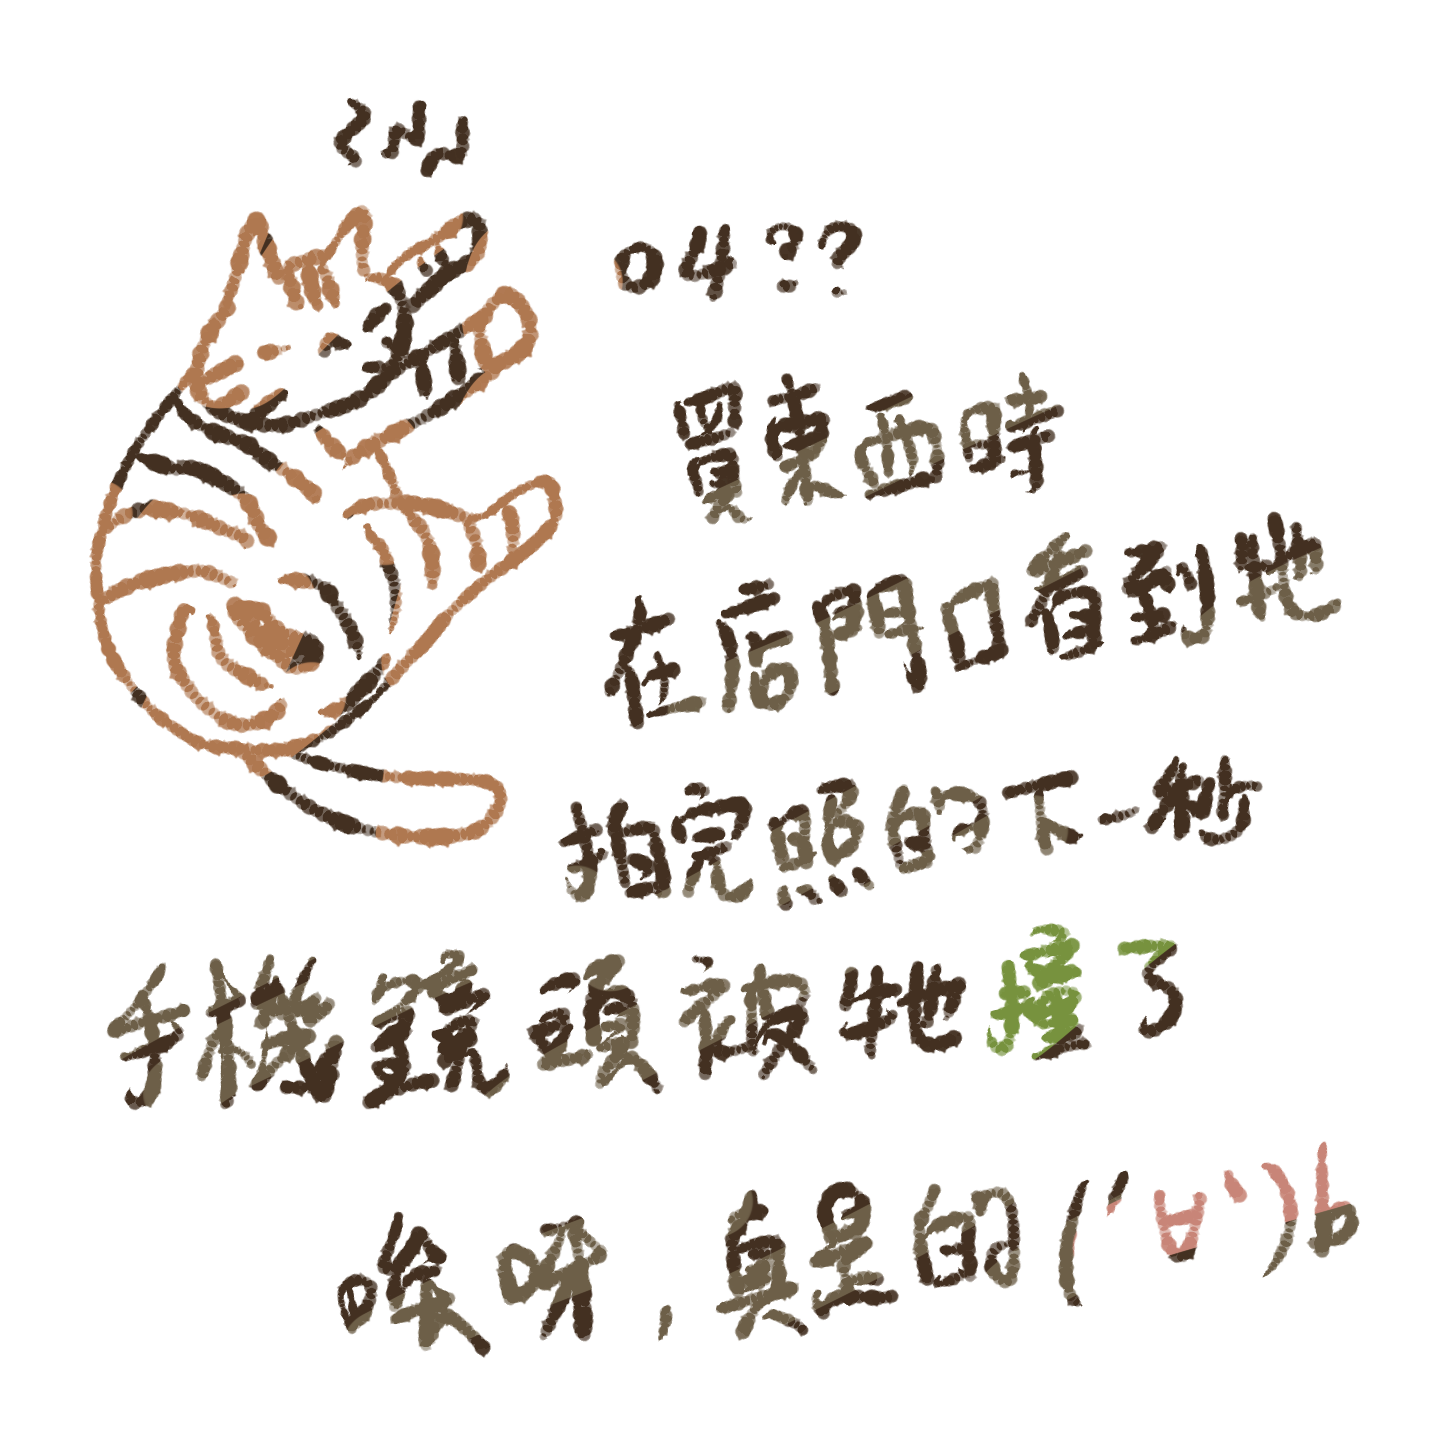 zzz
04??
買東西時
在店門口看到牠
拍完照的下一秒
手機鏡頭被牠撞了
唉呀,真是的(´∀`)b